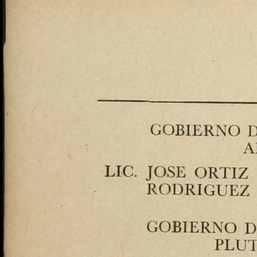 GOBIERNO D
A
LIC. JOSE ORTIZ
RODRIGUEZ
GOBIERNO D
PLUT